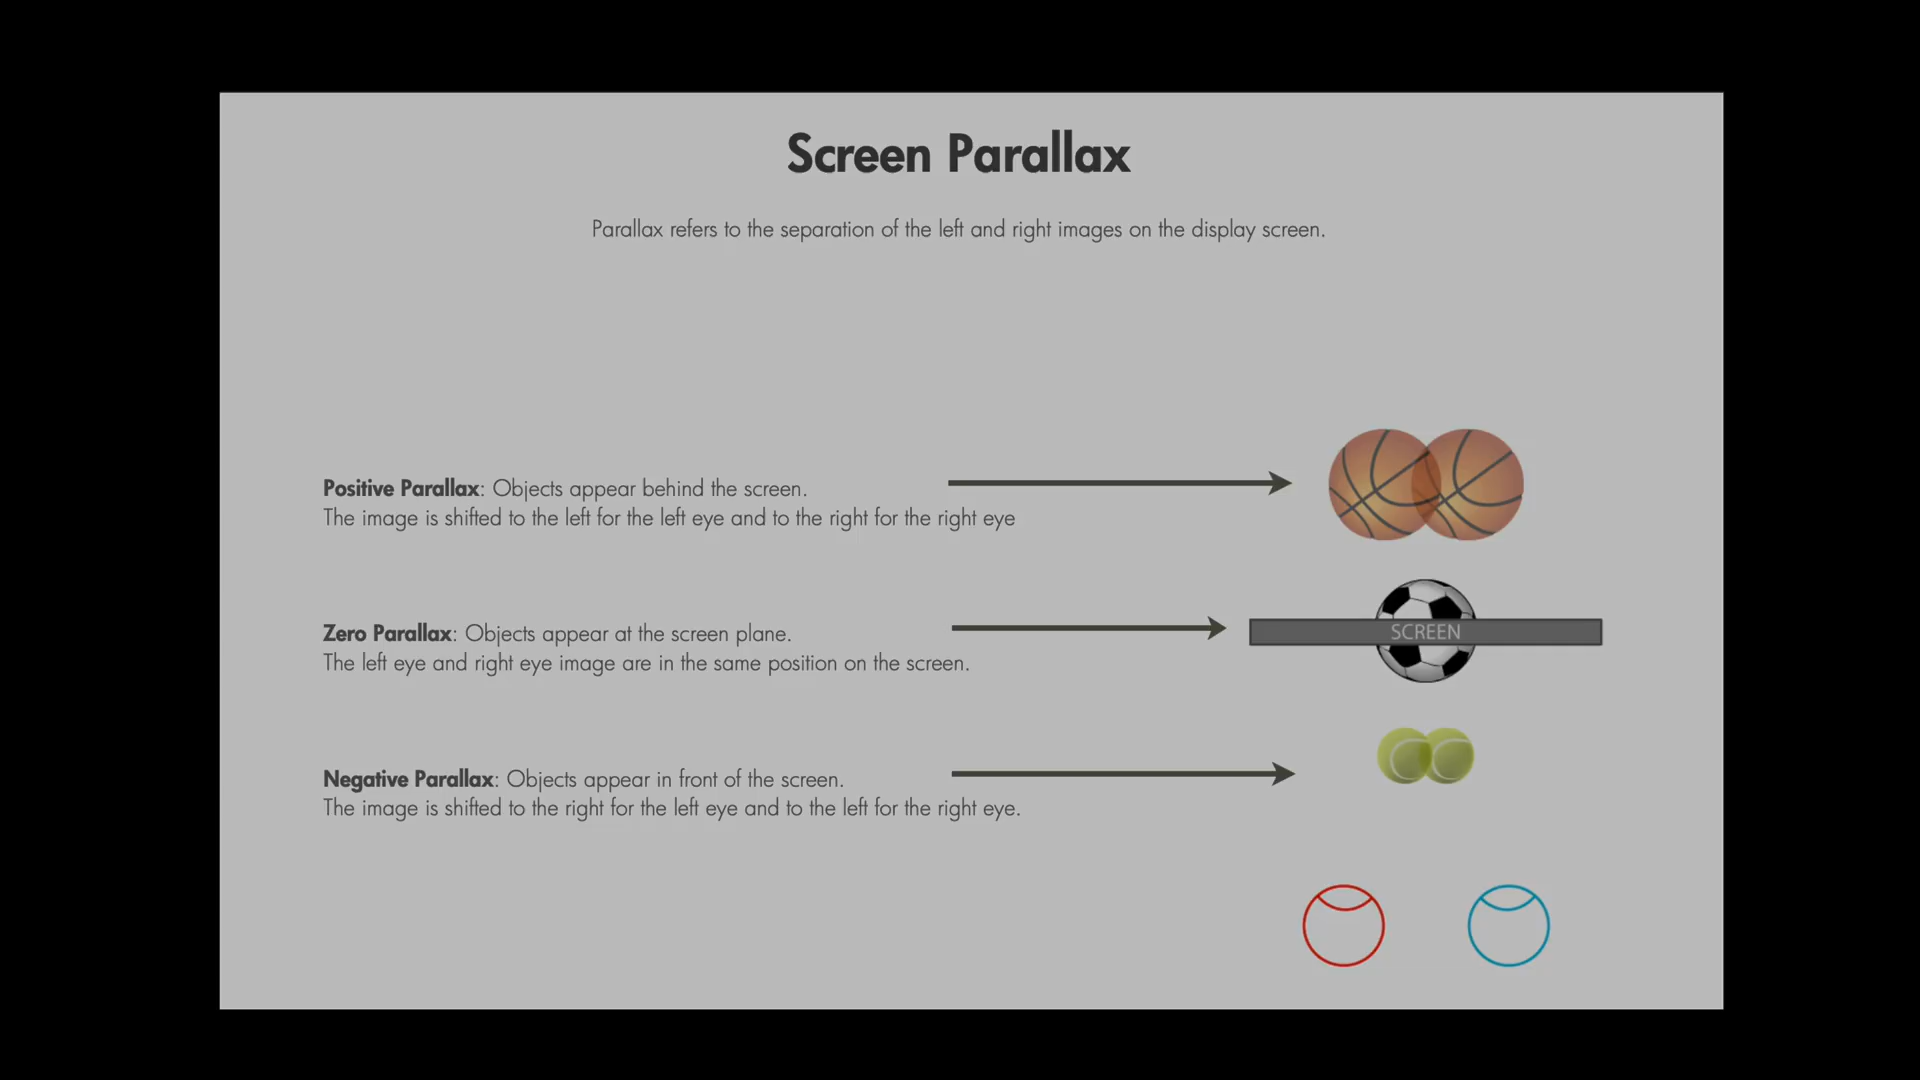 Screen Parallax
Parallax refers to the separation of the left and right images on the display screen.
Positive Parallax: Objects appear behind the screen.
The image is shifted to the left for the left eye and to the right for the right eye
Zero Parallax: Objects appear at the screen plane.
SCREEN
The left eye and right eye image are in the same position on the screen.
Negative Parallax: Objects appear in front of the screen.
The image is shifted to the right for the left eye and to the left for the right eye.